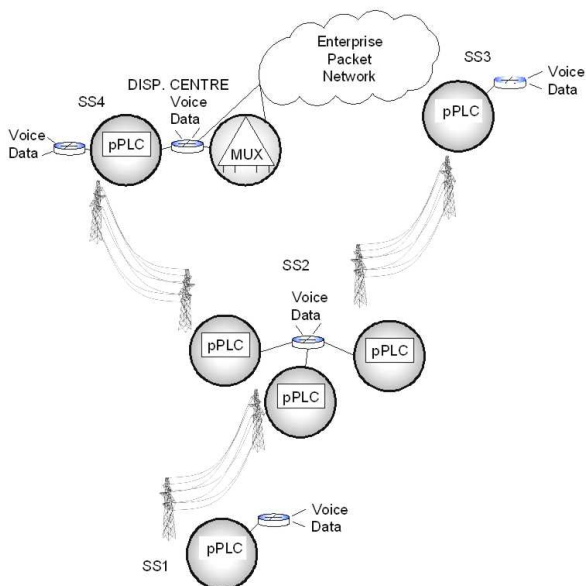 Enterprise
Packet
Network
SS3
Voice
Data
pPLC
DISP. CENTRE
Voice
Data
SS4
Voice
Data
pPLC
MUX
SS2
Voice
Data
pPLC
pPLC
pPLC
Voice
Data
pPLC
SS1